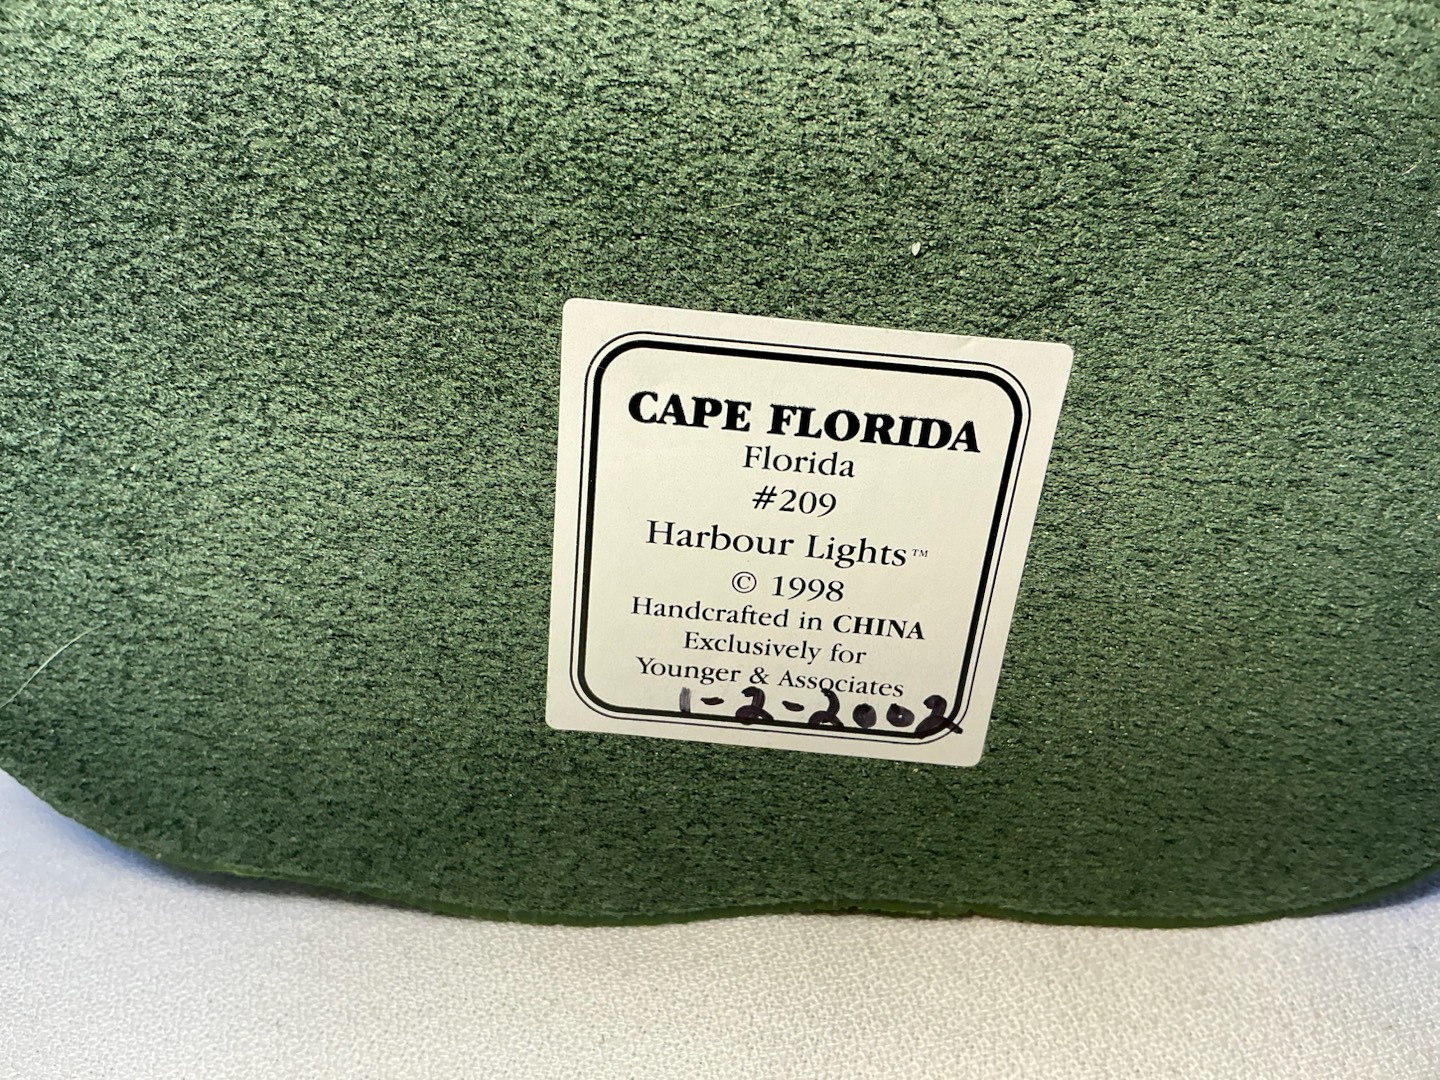 CAPE FLORIDA
Florida
#209
Harbour Lights™
© 1998
Handcrafted in CHINA
Exclusively for
Younger & Associates
1-2-2002